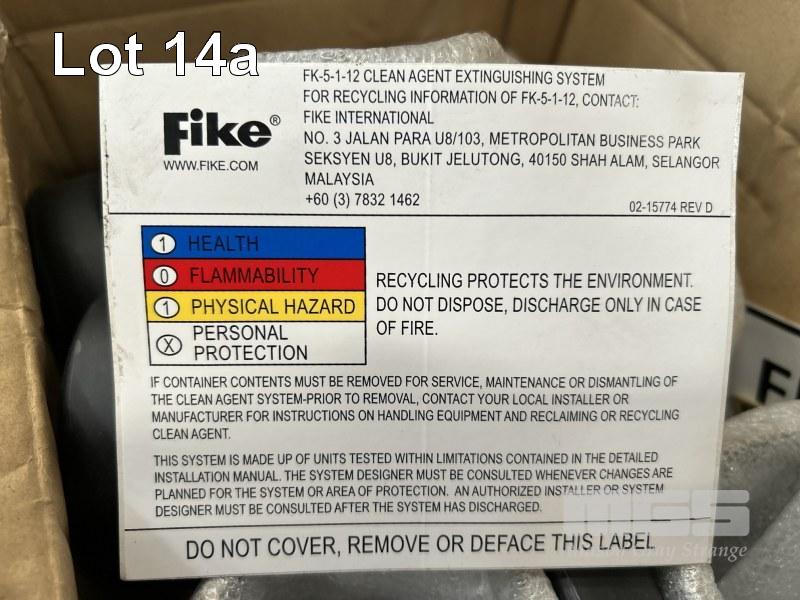 Lot 14a
FK-5-1-12 CLEAN AGENT EXTINGUISHING SYSTEM
FOR RECYCLING INFORMATION OF FK-5-1-12, CONTACT:
FIKE INTERNATIONAL
NO. 3 JALAN PARA U8/103, METROPOLITAN BUSINESS PARK
SEKSYEN U8, BUKIT JELUTONG, 40150 SHAH ALAM, SELANGOR
MALAYSIA
+60 (3) 7832 1462
Fike®
WWW.FIKE.COM
02-15774 REV D
1 HEALTH
0 FLAMMABILITY
1 PHYSICAL HAZARD
X PERSONAL
PROTECTION
RECYCLING PROTECTS THE ENVIRONMENT.
DO NOT DISPOSE, DISCHARGE ONLY IN CASE
OF FIRE.
IF CONTAINER CONTENTS MUST BE REMOVED FOR SERVICE, MAINTENANCE OR DISMANTLING OF
THE CLEAN AGENT SYSTEM-PRIOR TO REMOVAL, CONTACT YOUR LOCAL INSTALLER OR
MANUFACTURER FOR INSTRUCTIONS ON HANDLING EQUIPMENT AND RECLAIMING OR RECYCLING
CLEAN AGENT.
THIS SYSTEM IS MADE UP OF UNITS TESTED WITHIN LIMITATIONS CONTAINED IN THE DETAILED
INSTALLATION MANUAL. THE SYSTEM DESIGNER MUST BE CONSULTED WHENEVER CHANGES ARE
PLANNED FOR THE SYSTEM OR AREA OF PROTECTION. AN AUTHORIZED INSTALLER OR SYSTEM
DESIGNER MUST BE CONSULTED AFTER THE SYSTEM HAS DISCHARGED.
DO NOT COVER, REMOVE OR DEFACE THIS LABEL
MGS
Gray Strange